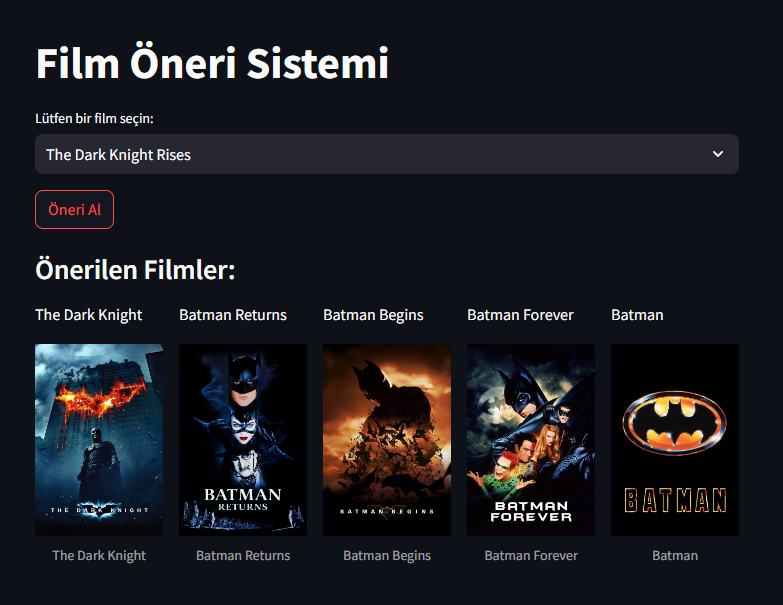 Film Öneri Sistemi
Lütfen bir film seçin:
The Dark Knight Rises
Öneri Al
Önerilen Filmler:
The Dark Knight Batman Returns Batman Begins Batman Forever Batman
THE DARK KNIGHT
BATMAN
RETURNS
BATMAN BEGINS
BATMAN
FOREVER
BATMAN
The Dark Knight Batman Returns Batman Begins Batman Forever Batman